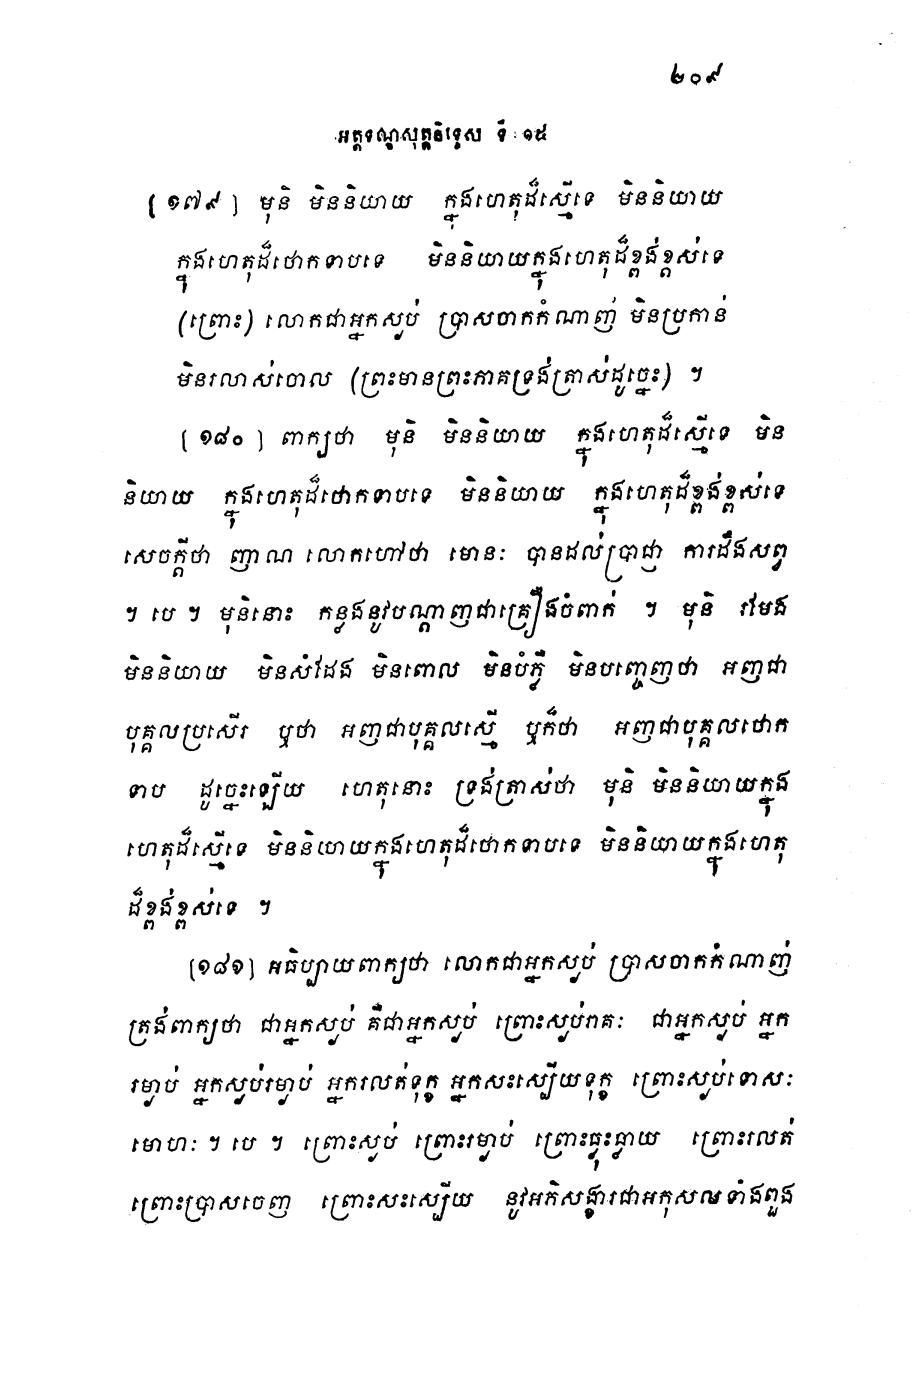 ២០៩
អត្តទណ្ឌសុត្តនិទ្ទេស ទី ១៥
[១៧៩] មុនិ មិននិយាយ ក្នុងហេតុដ៏ស្មើទេ មិននិយាយ
ក្នុងហេតុដ៏ថោកទាបទេ មិននិយាយក្នុងហេតុដ៏ខ្ពង់ខ្ពស់ទេ
(ព្រោះ) លោកជាអ្នកស្ងប់ ប្រាសចាកកំណាញ់ មិនប្រកាន់
មិនរលាស់ចោល (ព្រះមានព្រះភាគទ្រង់ត្រាស់ដូច្នេះ) ។
[១៨០] ពាក្យថា មុនិ មិននិយាយ ក្នុងហេតុដ៏ស្មើទេ មិន
និយាយ ក្នុងហេតុដ៏ថោកទាបទេ មិននិយាយ ក្នុងហេតុដ៏ខ្ពង់ខ្ពស់ទេ
សេចក្តីថា ញាណ លោកហៅថា មោនៈ បានដល់ប្រាជ្ញា ការដឹងសព្វ
។ បេ ។ មុនិនោះ កន្លងនូវបណ្តាញជាគ្រឿងចំពាក់ ។ មុនិ រមែង
មិននិយាយ មិនសំដែង មិនពោល មិនបំភ្លឺ មិនបញ្ចេញថា អញជា
បុគ្គលប្រសើរ ឬថា អញជាបុគ្គលស្មើ ឬក៏ថា អញជាបុគ្គលថោក
ទាប ដូច្នេះឡើយ ហេតុនោះ ទ្រង់ត្រាស់ថា មុនិ មិននិយាយក្នុង
ហេតុដ៏ស្មើទេ មិននិយាយក្នុងហេតុដ៏ថោកទាបទេ មិននិយាយក្នុងហេតុ
ដ៏ខ្ពង់ខ្ពស់ទេ ។
[១៨១] អធិប្បាយពាក្យថា លោកជាអ្នកស្ងប់ ប្រាសចាកកំណាញ់
ត្រង់ពាក្យថា ជាអ្នកស្ងប់ គឺជាអ្នកស្ងប់ ព្រោះស្ងប់រាគៈ ជាអ្នកស្ងប់ អ្នក
រម្ងាប់ អ្នកស្ងប់រម្ងាប់ អ្នករលត់ទុក្ខ អ្នកសះស្បើយទុក្ខ ព្រោះស្ងប់ទោសៈ
មោហៈ ។ បេ ។ ព្រោះស្ងប់ ព្រោះរម្ងាប់ ព្រោះធ្លុះធ្លាយ ព្រោះរលត់
ព្រោះប្រាសចេញ ព្រោះសះស្បើយ នូវអភិសង្ខារជាអកុសលទាំងពួង